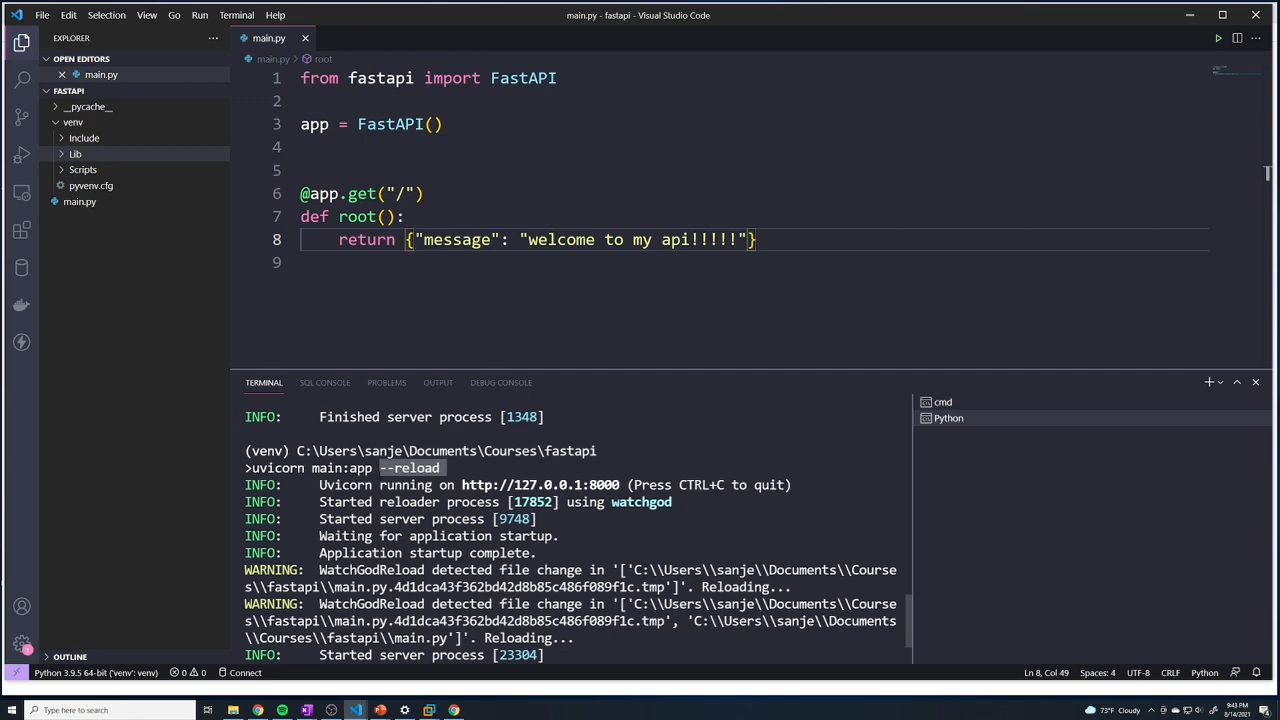 File Edit Selection View Go Run Terminal Help
main.py - fastapi - Visual Studio Code
EXPLORER
OPEN EDITORS
main.py
FASTAPI
__pycache__
venv
Include
Lib
Scripts
pyvenv.cfg
main.py
OUTLINE
main.py
main.py > root
1 from fastapi import FastAPI
2
3 app = FastAPI()
4
5
6 @app.get("/")
7 def root():
8     return {"message": "welcome to my api!!!!!"}
9
TERMINAL SQL CONSOLE PROBLEMS OUTPUT DEBUG CONSOLE
INFO:     Finished server process [1348]
(venv) C:\Users\sanje\Documents\Courses\fastapi
>uvicorn main:app --reload
INFO:     Uvicorn running on http://127.0.0.1:8000 (Press CTRL+C to quit)
INFO:     Started reloader process [17852] using watchgod
INFO:     Started server process [9748]
INFO:     Waiting for application startup.
INFO:     Application startup complete.
WARNING:  WatchGodReload detected file change in '['C:\\Users\\sanje\\Documents\\Course
s\\fastapi\\main.py.4d1dca43f362bd42d8b85c486f089f1c.tmp']'. Reloading...
WARNING:  WatchGodReload detected file change in '['C:\\Users\\sanje\\Documents\\Course
s\\fastapi\\main.py.4d1dca43f362bd42d8b85c486f089f1c.tmp', 'C:\\Users\\sanje\\Documents
\\Courses\\fastapi\\main.py']'. Reloading...
INFO:     Started server process [23304]
cmd
Python
Python 3.9.5 64-bit ('venv': venv) 0 0 Connect
Ln 8, Col 49 Spaces: 4 UTF-8 CRLF Python
1
Type here to search
73°F Cloudy
9:43 PM
8/14/2021